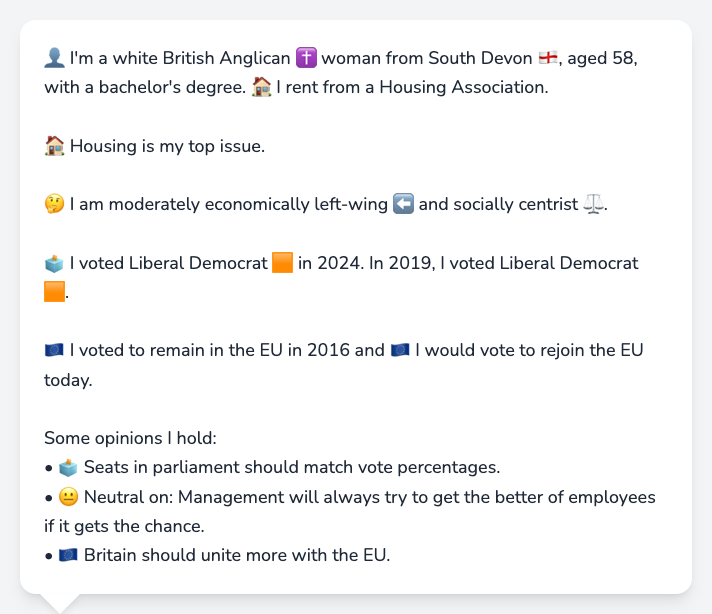 👤 I'm a white British Anglican ✝️ woman from South Devon 🏴󠁧󠁢󠁥󠁮󠁧󠁿, aged 58,
with a bachelor's degree. 🏠 I rent from a Housing Association.
🏠 Housing is my top issue.
🤔 I am moderately economically left-wing ⬅️ and socially centrist ⚖️.
🗳️ I voted Liberal Democrat 🟧 in 2024. In 2019, I voted Liberal Democrat
🟧.
🇪🇺 I voted to remain in the EU in 2016 and 🇪🇺 I would vote to rejoin the EU
today.
Some opinions I hold:
• 🗳️ Seats in parliament should match vote percentages.
• 😐 Neutral on: Management will always try to get the better of employees
if it gets the chance.
• 🇪🇺 Britain should unite more with the EU.